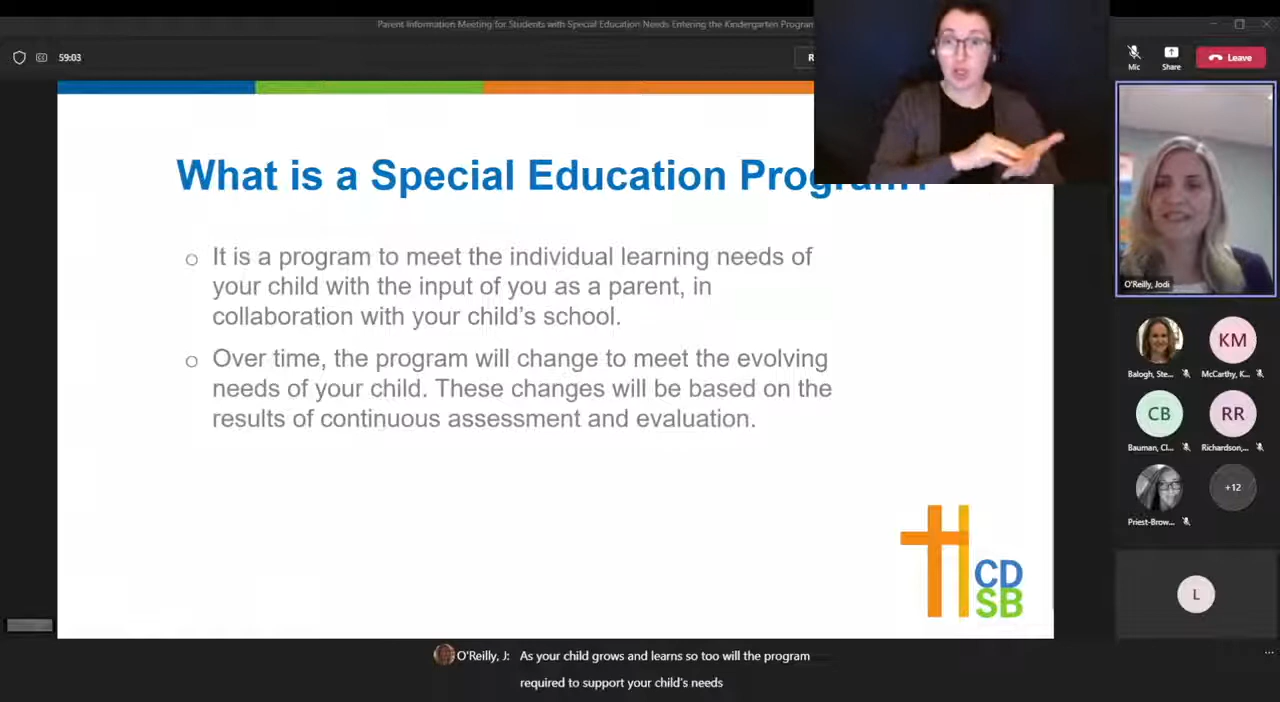 Parent Information Meeting for Students with Special Education Needs Entering the Kindergarten Program
59:03
Mic
Share
Leave
What is a Special Education Program?
o It is a program to meet the individual learning needs of
your child with the input of you as a parent, in
collaboration with your child's school.
o Over time, the program will change to meet the evolving
needs of your child. These changes will be based on the
results of continuous assessment and evaluation.
CD
SB
O'Reilly, Jodi
KM
Balogh, Ste...
McCarthy, K...
CB
RR
Bauman, Cl...
Richardson,...
+12
Priest-Brow...
L
O'Reilly, J: As your child grows and learns so too will the program
required to support your child's needs